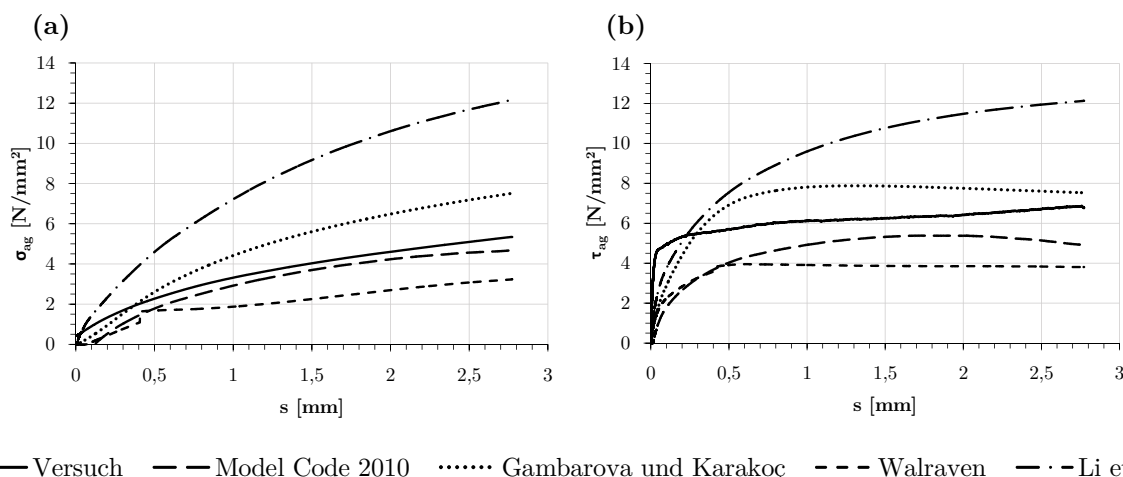 (a)
(b)
σag [N/mm²]
14
12
10
8
6
4
2
0
0 0,5 1 1,5 2 2,5 3
s [mm]
τag [N/mm²]
14
12
10
8
6
4
2
0
0 0,5 1 1,5 2 2,5 3
s [mm]
Versuch Model Code 2010 Gambarova und Karakoc Walraven Li e